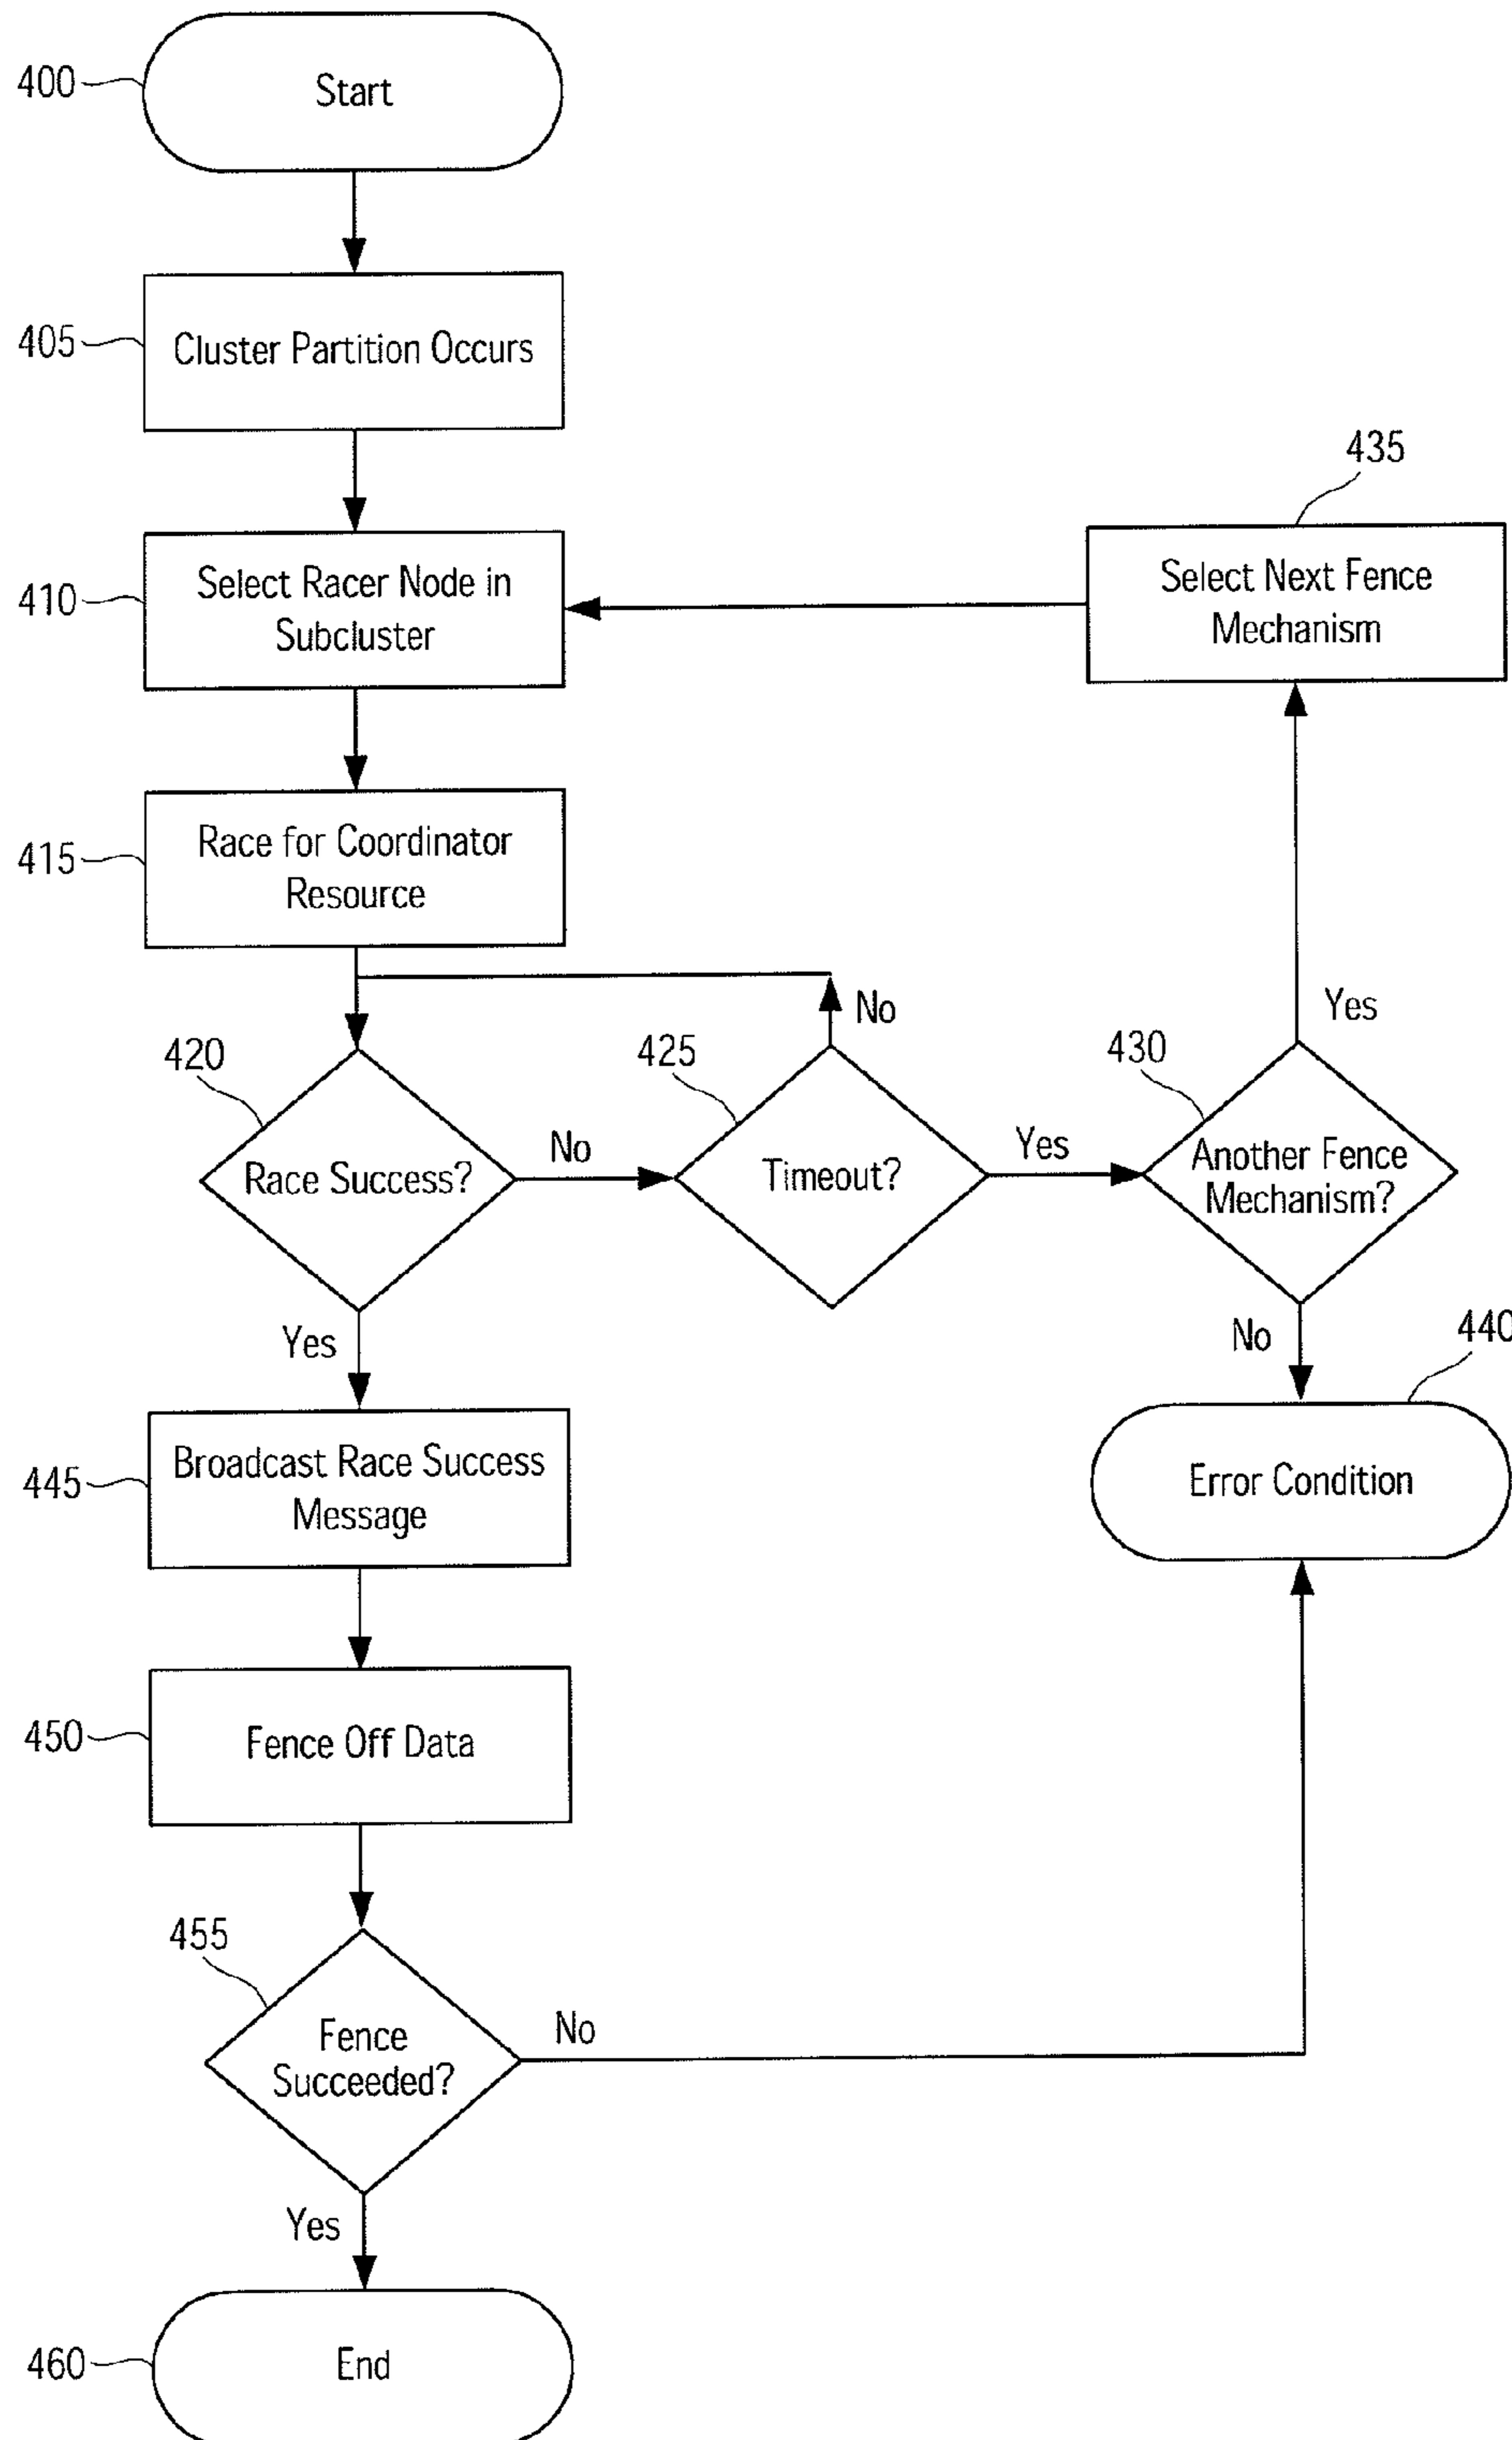 400
Start
405
Cluster Partition Occurs
435
410
Select Racer Node in
Subcluster
Select Next Fence
Mechanism
415
Race for Coordinator
Resource
No
Yes
420
425
430
Race Success?
No
Timeout?
Yes
Another Fence
Mechanism?
Yes
No
440
445
Broadcast Race Success
Message
Error Condition
450
Fence Off Data
455
Fence
Succeeded?
No
Yes
460
End